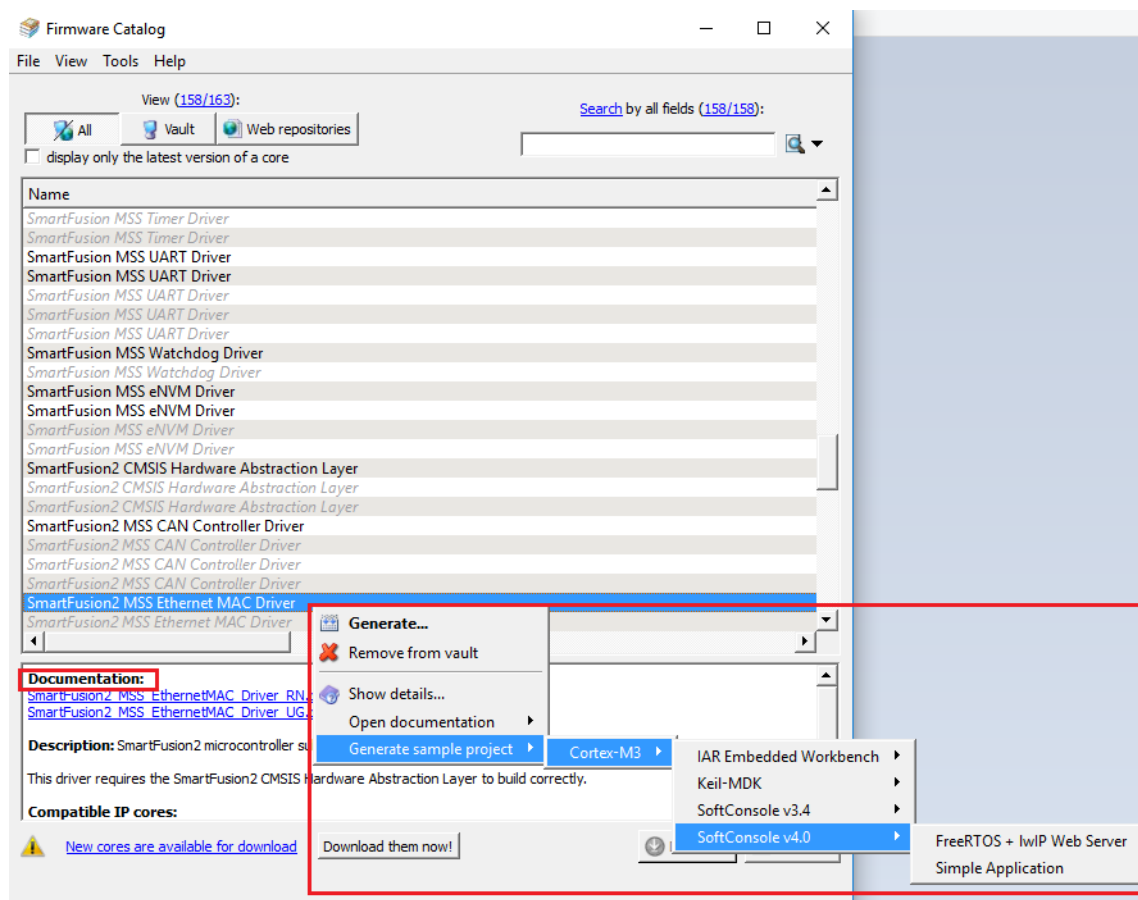 Firmware Catalog
File View Tools Help
View (158/163):
Search by all fields (158/158):
All Vault Web repositories
display only the latest version of a core
Name
SmartFusion MSS Timer Driver
SmartFusion MSS Timer Driver
SmartFusion MSS UART Driver
SmartFusion MSS UART Driver
SmartFusion MSS UART Driver
SmartFusion MSS UART Driver
SmartFusion MSS UART Driver
SmartFusion MSS Watchdog Driver
SmartFusion MSS Watchdog Driver
SmartFusion MSS eNVM Driver
SmartFusion MSS eNVM Driver
SmartFusion MSS eNVM Driver
SmartFusion MSS eNVM Driver
SmartFusion2 CMSIS Hardware Abstraction Layer
SmartFusion2 CMSIS Hardware Abstraction Layer
SmartFusion2 CMSIS Hardware Abstraction Layer
SmartFusion2 MSS CAN Controller Driver
SmartFusion2 MSS CAN Controller Driver
SmartFusion2 MSS CAN Controller Driver
SmartFusion2 MSS CAN Controller Driver
SmartFusion2 MSS Ethernet MAC Driver
SmartFusion2 MSS Ethernet MAC Driver
Generate...
Remove from vault
Show details...
Open documentation
Generate sample project
Cortex-M3
IAR Embedded Workbench
Keil-MDK
SoftConsole v3.4
SoftConsole v4.0
FreeRTOS + lwIP Web Server
Simple Application
Documentation:
SmartFusion2_MSS_EthernetMAC_Driver_RN.
SmartFusion2_MSS_EthernetMAC_Driver_UG.
Description: SmartFusion2 microcontroller su
This driver requires the SmartFusion2 CMSIS Hardware Abstraction Layer to build correctly.
Compatible IP cores:
New cores are available for download
Download them now!